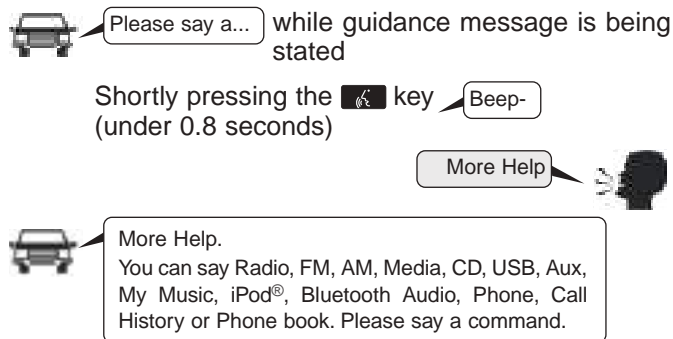 Please say a... while guidance message is being
stated
Shortly pressing the key Beep-
(under 0.8 seconds)
More Help
More Help.
You can say Radio, FM, AM, Media, CD, USB, Aux,
My Music, iPod®, Bluetooth Audio, Phone, Call
History or Phone book. Please say a command.